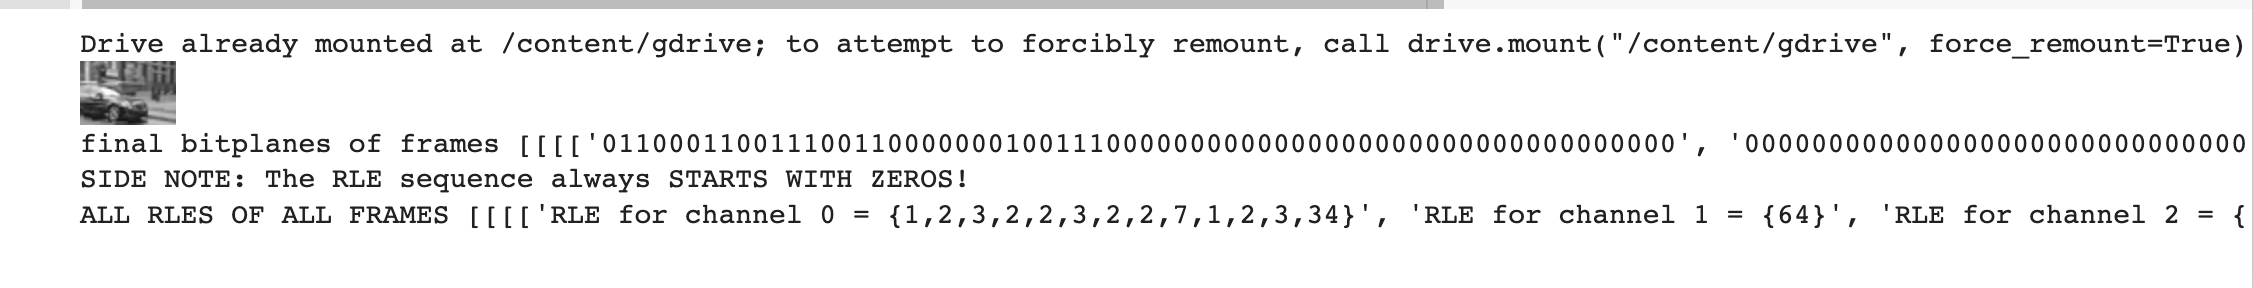 Drive already mounted at /content/gdrive; to attempt to forcibly remount, call drive.mount("/content/gdrive", force_remount=True)
final bitplanes of frames [[[['0110001100111001100000001001110000000000000000000000000000000000', '000000000000000000000000000000
SIDE NOTE: The RLE sequence always STARTS WITH ZEROS!
ALL RLES OF ALL FRAMES [[[['RLE for channel 0 = {1,2,3,2,2,3,2,2,7,1,2,3,34}', 'RLE for channel 1 = {64}', 'RLE for channel 2 = {